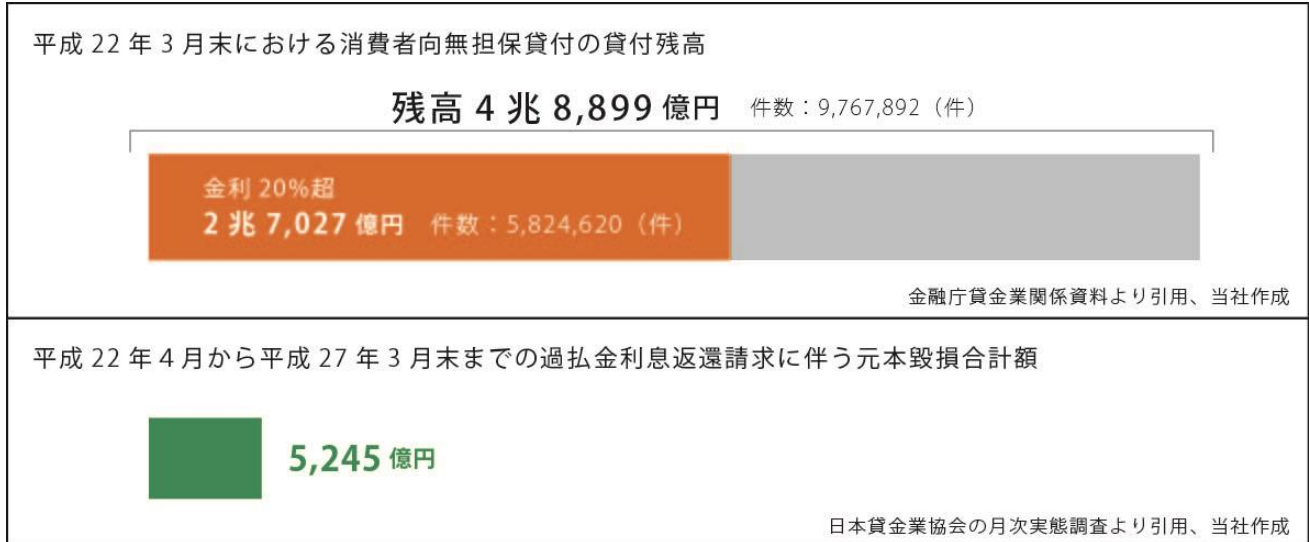 平成 22 年 3 月末における消費者向無担保貸付の貸付残高
残高 4 兆 8,899 億円 件数：9,767,892（件）
金利 20%超
2 兆 7,027 億円 件数：5,824,620（件）
金融庁貸金業関係資料より引用、当社作成
平成 22 年 4 月から平成 27 年 3 月末までの過払金利息返還請求に伴う元本毀損合計額
5,245 億円
日本貸金業協会の月次実態調査より引用、当社作成